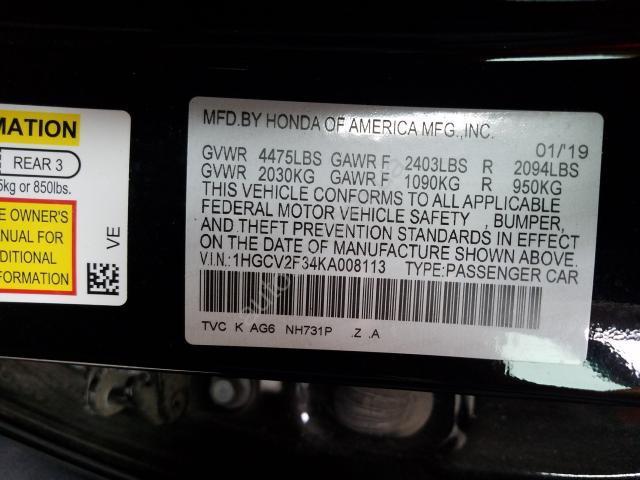 MATION
REAR 3
5kg or 850lbs.
E OWNER'S
ANUAL FOR
DITIONAL
FORMATION
VE
MFD.BY HONDA OF AMERICA MFG.,INC.
01/'19
GVWR 4475LBS GAWR F 2403LBS R 2094LBS
GVWR 2030KG GAWR F 1090KG R 950KG
THIS VEHICLE CONFORMS TO ALL APPLICABLE
FEDERAL MOTOR VEHICLE SAFETY , BUMPER,
AND THEFT PREVENTION STANDARDS IN EFFECT
ON THE DATE OF MANUFACTURE SHOWN ABOVE.
V.I.N.:1HGCV2F34KA008113 TYPE:PASSENGER CAR
TVC K AG6 NH731P .Z .A